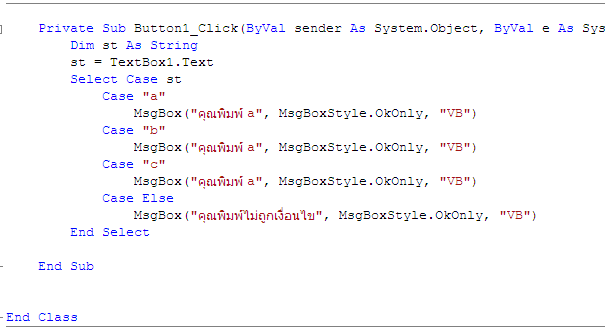 Private Sub Button1_Click(ByVal sender As System.Object, ByVal e As Sys
Dim st As String
st = TextBox1.Text
Select Case st
Case "a"
MsgBox("คุณพิมพ์ a", MsgBoxStyle.OkOnly, "VB")
Case "b"
MsgBox("คุณพิมพ์ a", MsgBoxStyle.OkOnly, "VB")
Case "c"
MsgBox("คุณพิมพ์ a", MsgBoxStyle.OkOnly, "VB")
Case Else
MsgBox("คุณพิมพ์ไม่ถูกเงื่อนไข", MsgBoxStyle.OkOnly, "VB")
End Select
End Sub
End Class